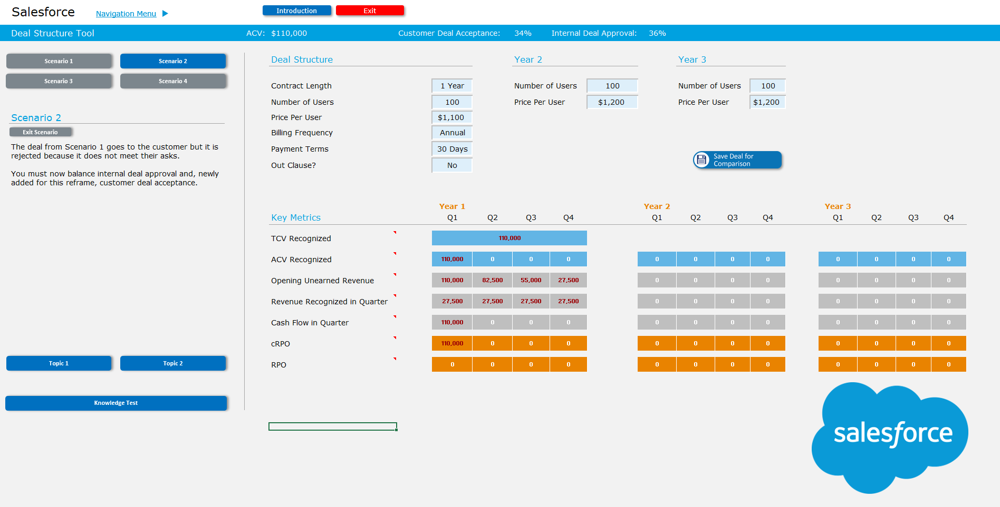 Salesforce
Navigation Menu
Introduction
Exit
Deal Structure Tool
ACV: $110,000
Customer Deal Acceptance: 34%
Internal Deal Approval: 36%
Scenario 1
Scenario 2
Scenario 3
Scenario 4
Scenario 2
Exit Scenario
The deal from Scenario 1 goes to the customer but it is
rejected because it does not meet their asks.
You must now balance internal deal approval and, newly
added for this reframe, customer deal acceptance.
Topic 1
Topic 2
Knowledge Test
Deal Structure
Contract Length 1 Year
Number of Users 100
Price Per User $1,100
Billing Frequency Annual
Payment Terms 30 Days
Out Clause? No
Year 2
Number of Users 100
Price Per User $1,200
Year 3
Number of Users 100
Price Per User $1,200
Save Deal for
Comparison
Year 1 Year 2 Year 3
Key Metrics Q1 Q2 Q3 Q4 Q1 Q2 Q3 Q4 Q1 Q2 Q3 Q4
TCV Recognized 110,000
ACV Recognized 110,000 0 0 0 0 0 0 0 0 0 0 0
Opening Unearned Revenue 110,000 82,500 55,000 27,500 0 0 0 0 0 0 0 0
Revenue Recognized in Quarter 27,500 27,500 27,500 27,500 0 0 0 0 0 0 0 0
Cash Flow in Quarter 110,000 0 0 0 0 0 0 0 0 0 0 0
cRPO 110,000 0 0 0 0 0 0 0 0 0 0 0
RPO 0 0 0 0 0 0 0 0 0 0 0 0
salesforce